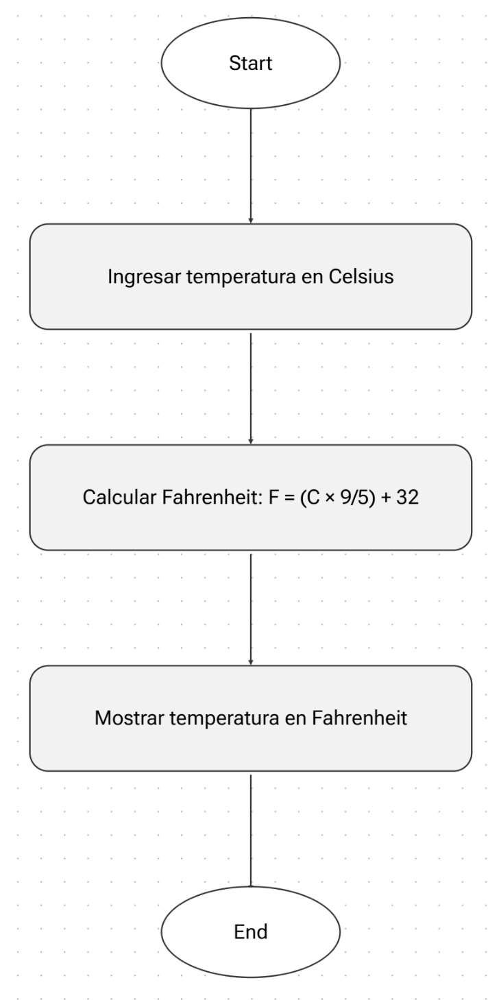 Start
Ingresar temperatura en Celsius
Calcular Fahrenheit: F = (C × 9/5) + 32
Mostrar temperatura en Fahrenheit
End